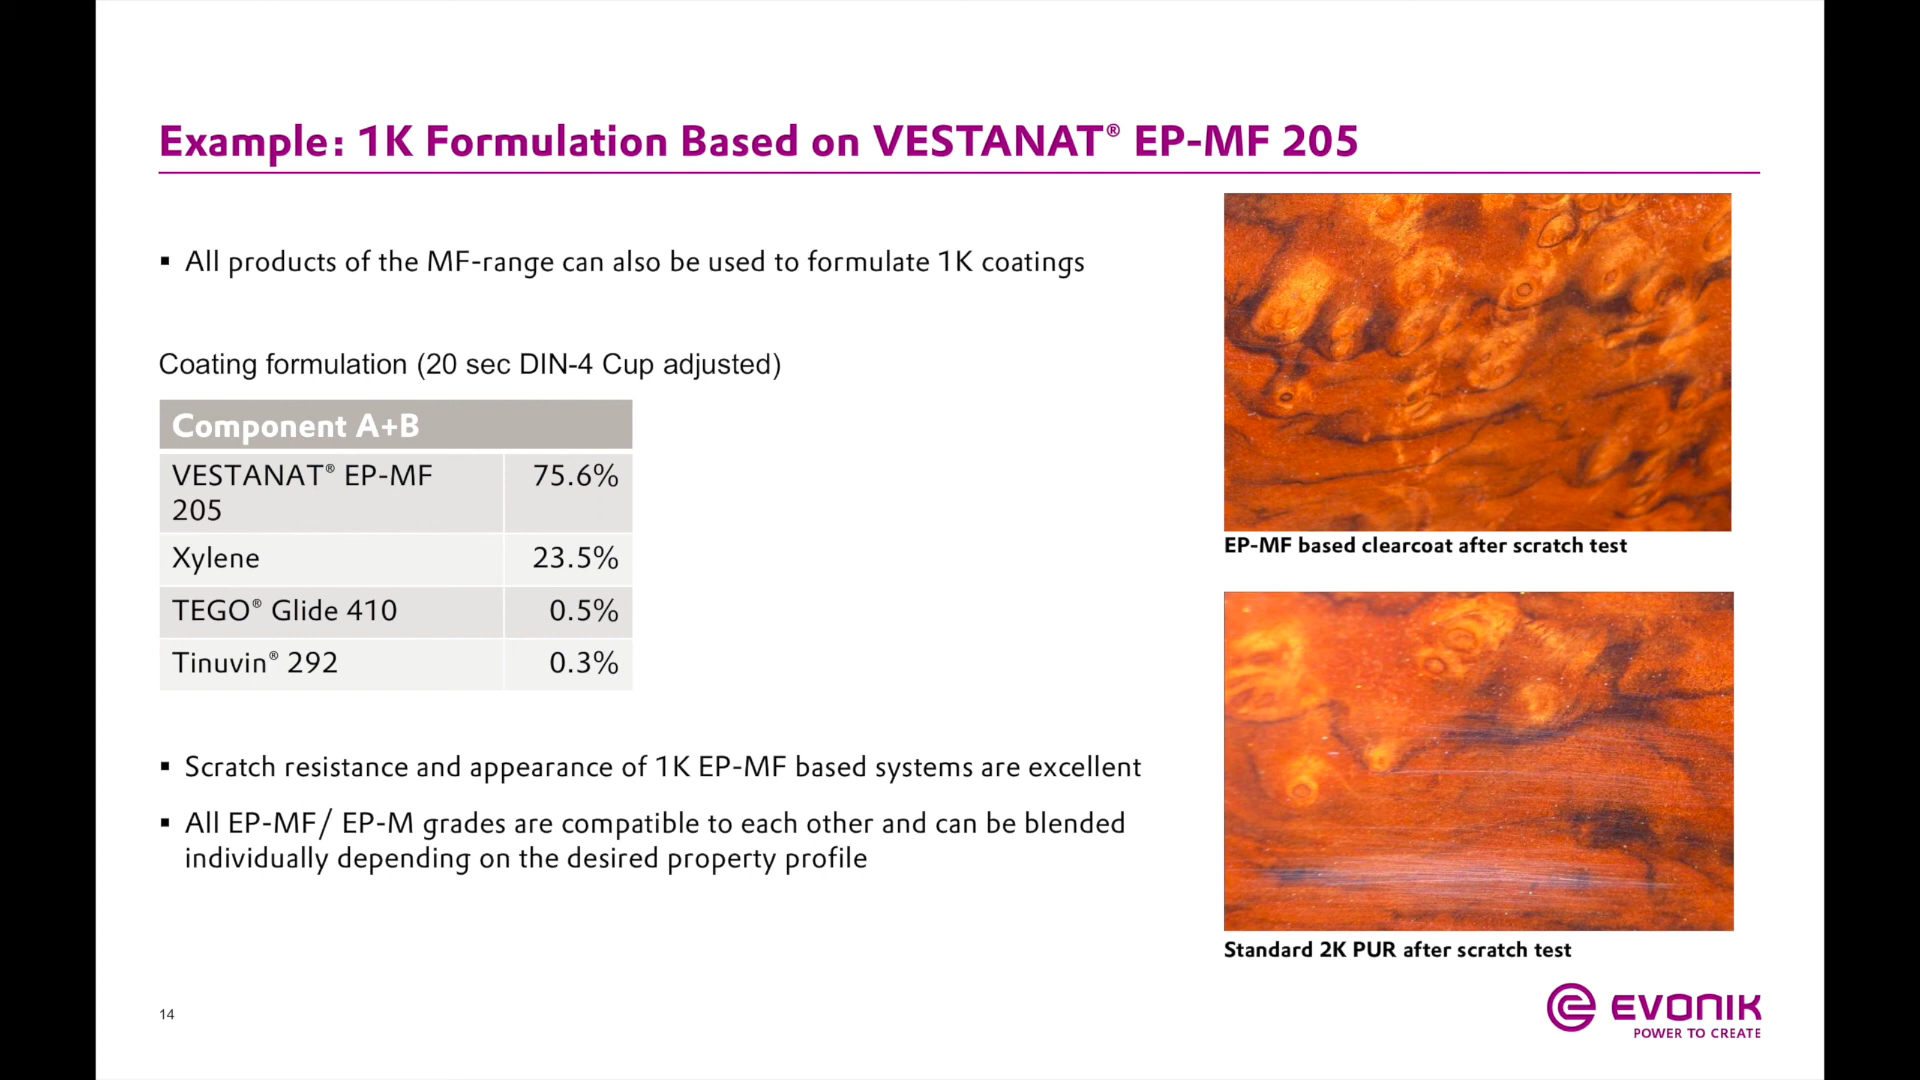 Example: 1K Formulation Based on VESTANAT® EP-MF 205
▪ All products of the MF-range can also be used to formulate 1K coatings
Coating formulation (20 sec DIN-4 Cup adjusted)
Component A+B
VESTANAT® EP-MF 75.6%
205
Xylene 23.5%
TEGO® Glide 410 0.5%
Tinuvin® 292 0.3%
▪ Scratch resistance and appearance of 1K EP-MF based systems are excellent
▪ All EP-MF/ EP-M grades are compatible to each other and can be blended
individually depending on the desired property profile
EP-MF based clearcoat after scratch test
Standard 2K PUR after scratch test
14
EVONIK
POWER TO CREATE